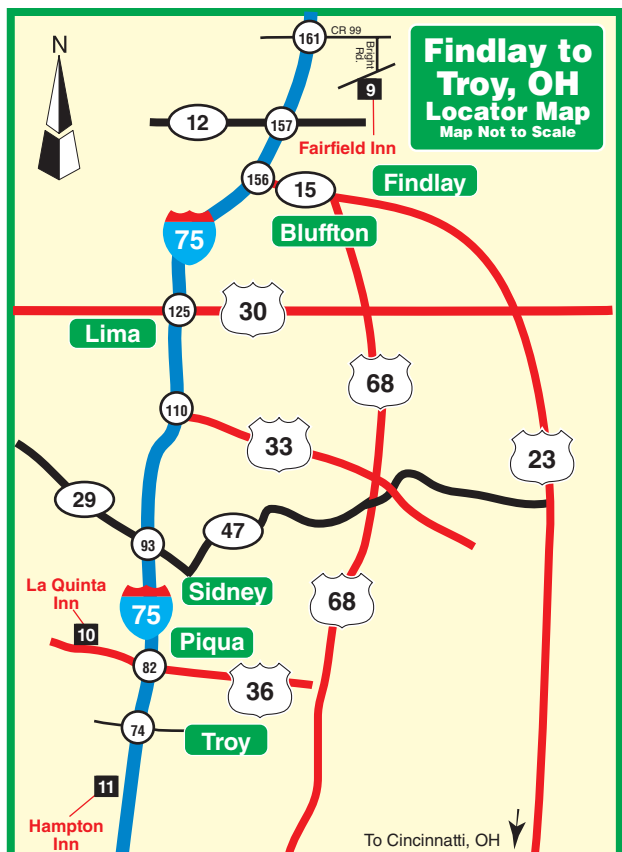 N
161
CR 99
Bright
Rd.
9
Findlay to
Troy, OH
Locator Map
Map Not to Scale
12
157
Fairfield Inn
156
15
Findlay
Bluffton
75
125
30
Lima
68
110
33
23
29
47
93
Sidney
La Quinta
Inn
75
68
10
Piqua
82
36
74
Troy
11
Hampton
Inn
To Cincinnatti, OH